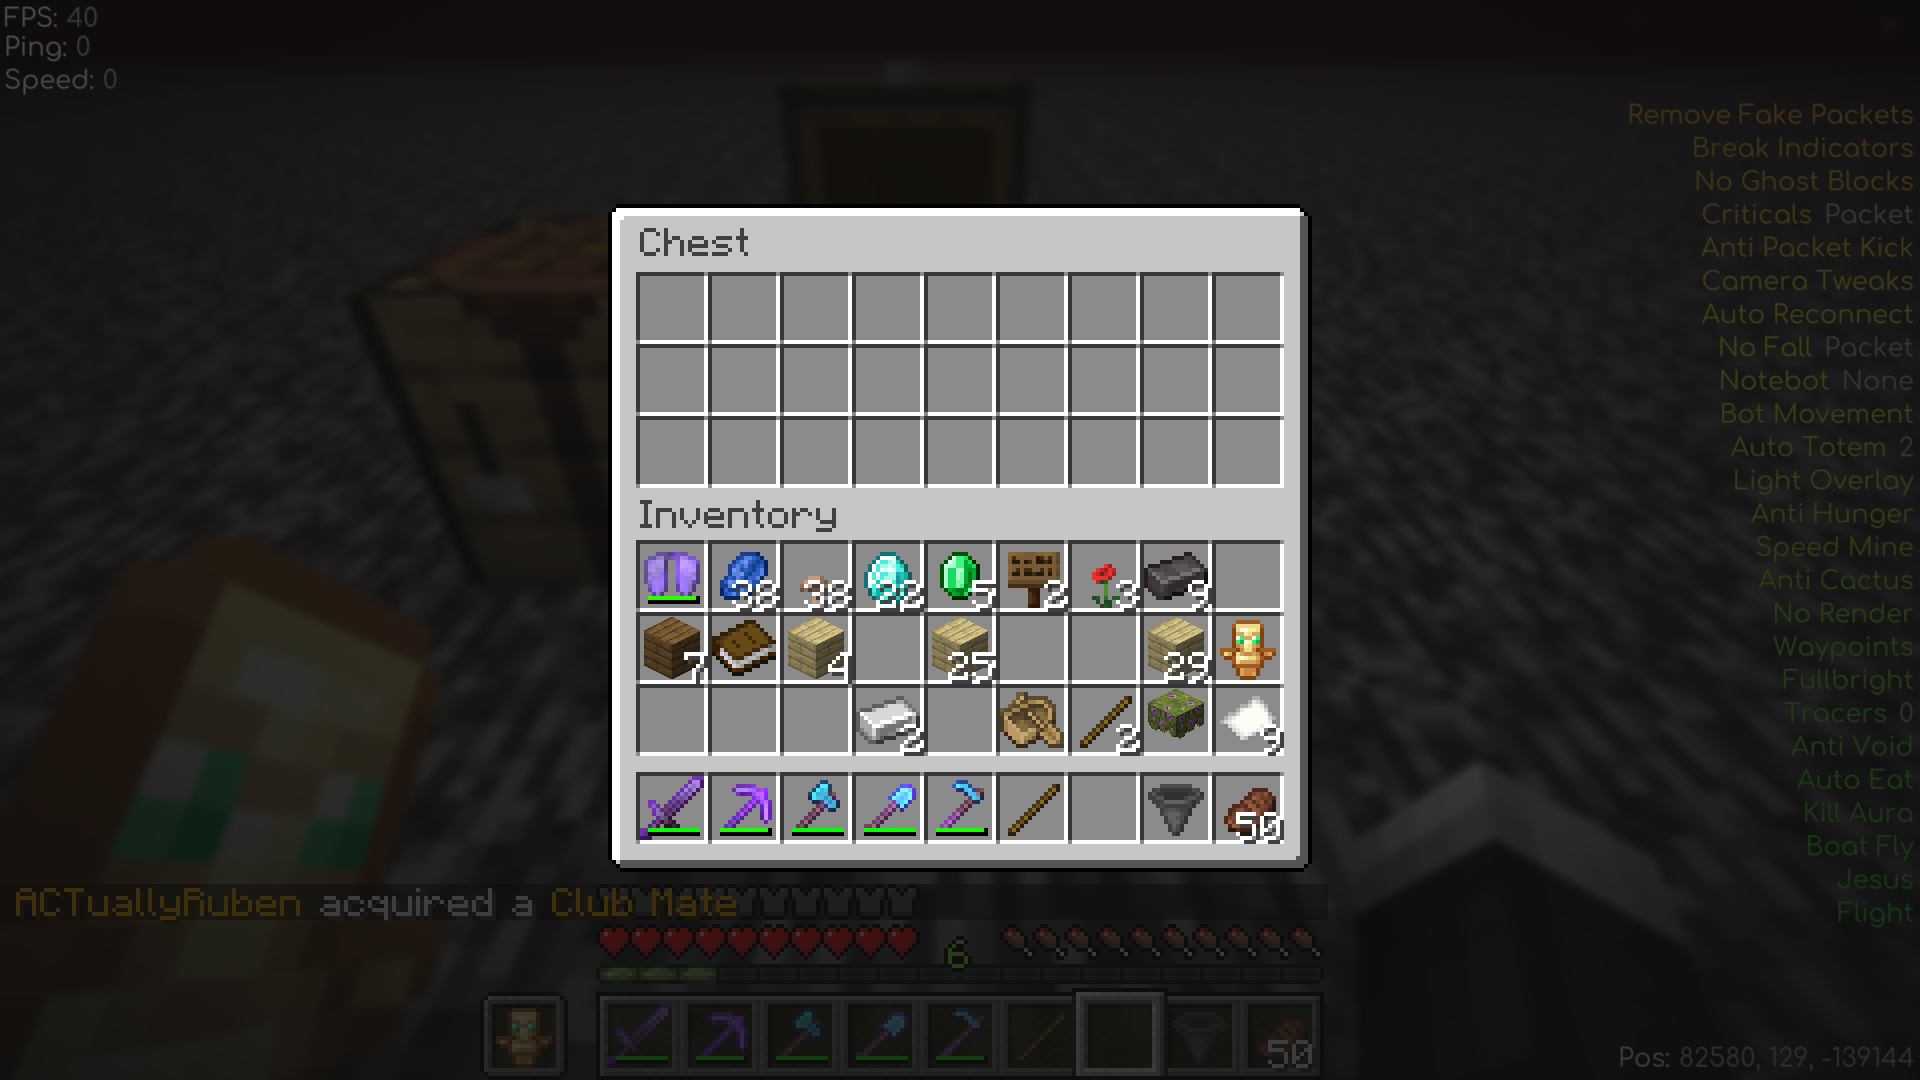 FPS: 40
Ping: 0
Speed: 0
Remove Fake Packets
Break Indicators
No Ghost Blocks
Criticals Packet
Anti Packet Kick
Camera Tweaks
Auto Reconnect
No Fall Packet
Notebot None
Bot Movement
Auto Totem 2
Light Overlay
Anti Hunger
Speed Mine
Anti Cactus
No Render
Waypoints
Fullbright
Tracers 0
Anti Void
Auto Eat
Kill Aura
Boat Fly
Jesus
Flight
Chest
Inventory
38 38 5 2 3
7 4 25 29
2 2
50
ACTuallyRuben acquired a Club Mate
6
50
Pos: 82580, 129, -139144